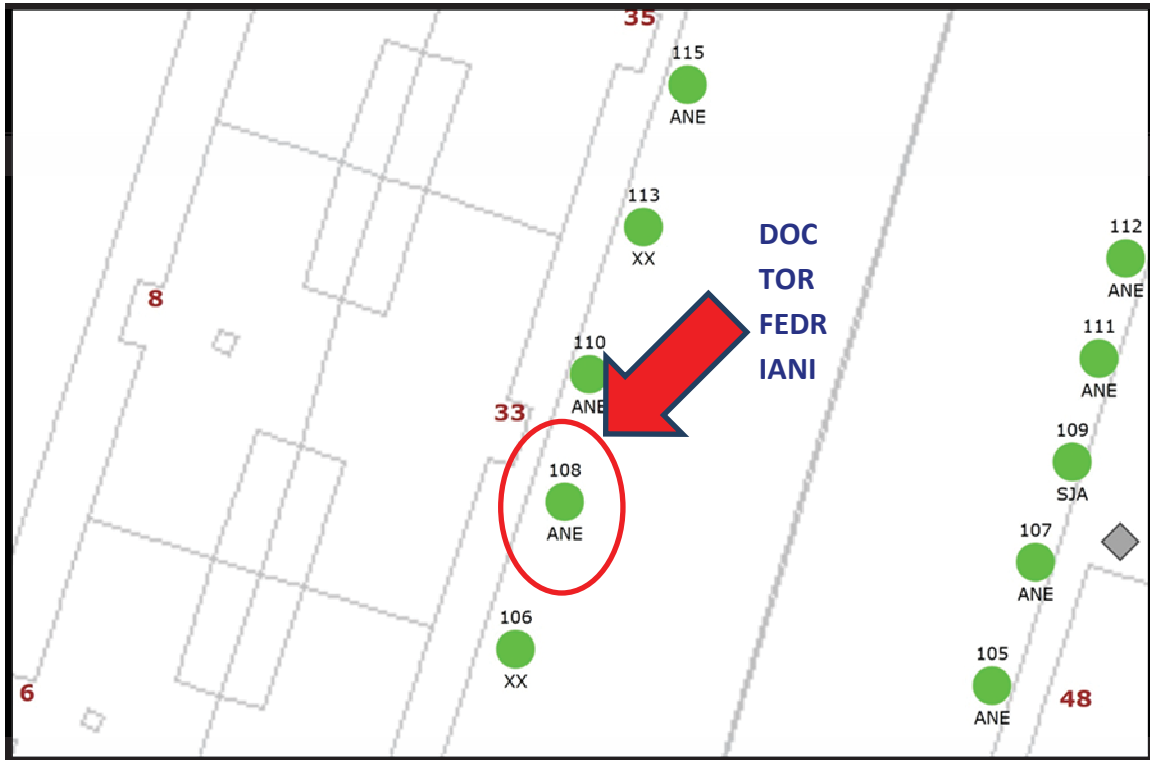 35
115
ANE
113
XX
DOC
TOR
FEDR
IANI
112
ANE
8
110
ANE
111
ANE
33
109
SJA
108
ANE
107
ANE
106
XX
105
ANE
6
48